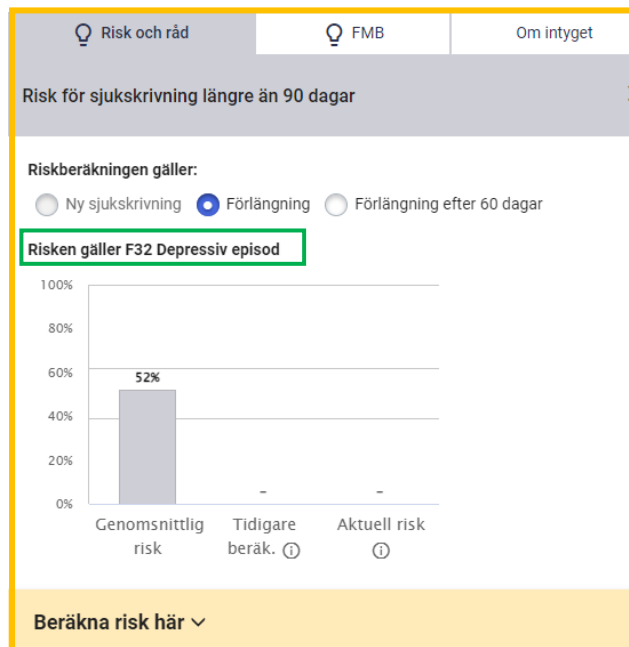 Risk och råd FMB Om intyget
Risk för sjukskrivning längre än 90 dagar
Riskberäkningen gäller:
Ny sjukskrivning Förlängning Förlängning efter 60 dagar
Risken gäller F32 Depressiv episod
100%
80%
60%
52%
40%
20%
0%
– –
Genomsnittlig risk
Tidigare beräk.
Aktuell risk
Beräkna risk här